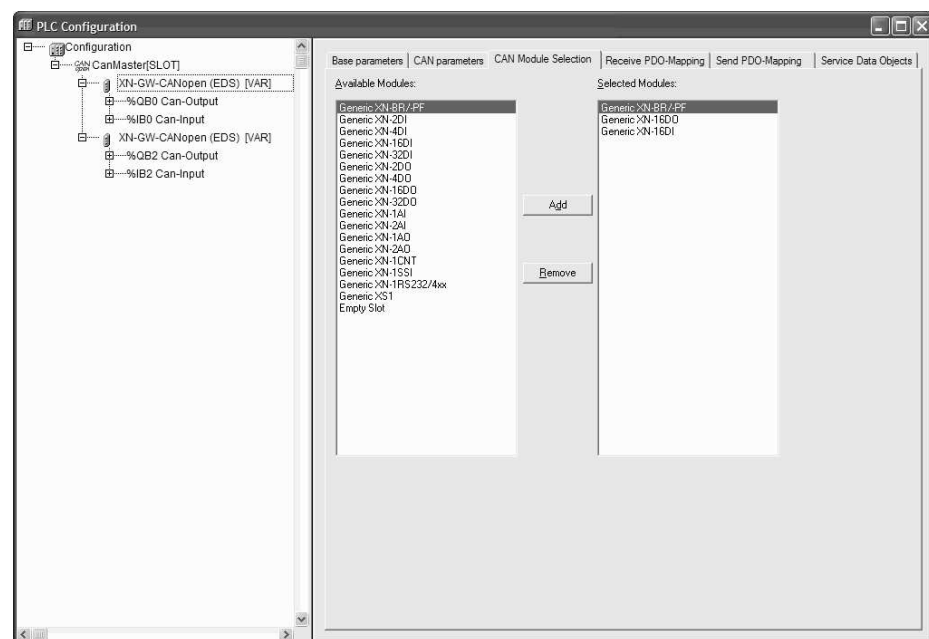 PLC Configuration
Configuration
CAN open CanMaster[SLOT]
XN-GW-CANopen (EDS) [VAR]
%QB0 Can-Output
%IB0 Can-Input
XN-GW-CANopen (EDS) [VAR]
%QB2 Can-Output
%IB2 Can-Input
Base parameters CAN parameters CAN Module Selection Receive PDO-Mapping Send PDO-Mapping Service Data Objects
Available Modules:
Generic XN-BR/-PF
Generic XN-2DI
Generic XN-4DI
Generic XN-16DI
Generic XN-32DI
Generic XN-2DO
Generic XN-4DO
Generic XN-16DO
Generic XN-32DO
Generic XN-1AI
Generic XN-2AI
Generic XN-1AO
Generic XN-2AO
Generic XN-1CNT
Generic XN-1SSI
Generic XN-1RS232/4xx
Generic XS1
Empty Slot
Add
Remove
Selected Modules:
Generic XN-BR/-PF
Generic XN-16DO
Generic XN-16DI